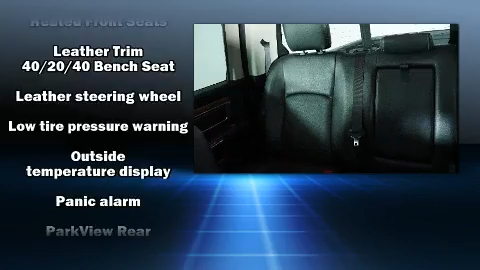 Heated Front Seats
Leather Trim
40/20/40 Bench Seat
Leather steering wheel
Low tire pressure warning
Outside
temperature display
Panic alarm
ParkView Rear